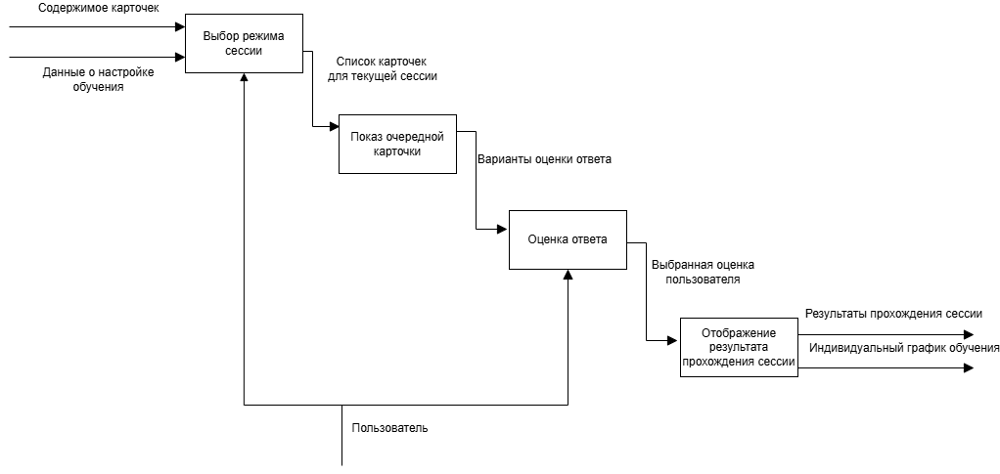 Содержимое карточек
Выбор режима
сессии
Данные о настройке
обучения
Список карточек
для текущей сессии
Показ очередной
карточки
Варианты оценки ответа
Оценка ответа
Выбранная оценка
пользователя
Результаты прохождения сессии
Отображение
результата
прохождения сессии
Индивидуальный график обучения
Пользователь